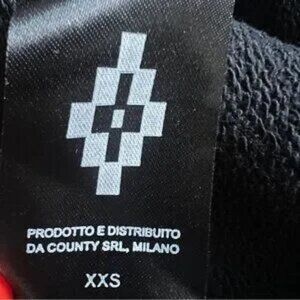 PRODOTTO E DISTRIBUITO
DA COUNTY SRL, MILANO
XXS